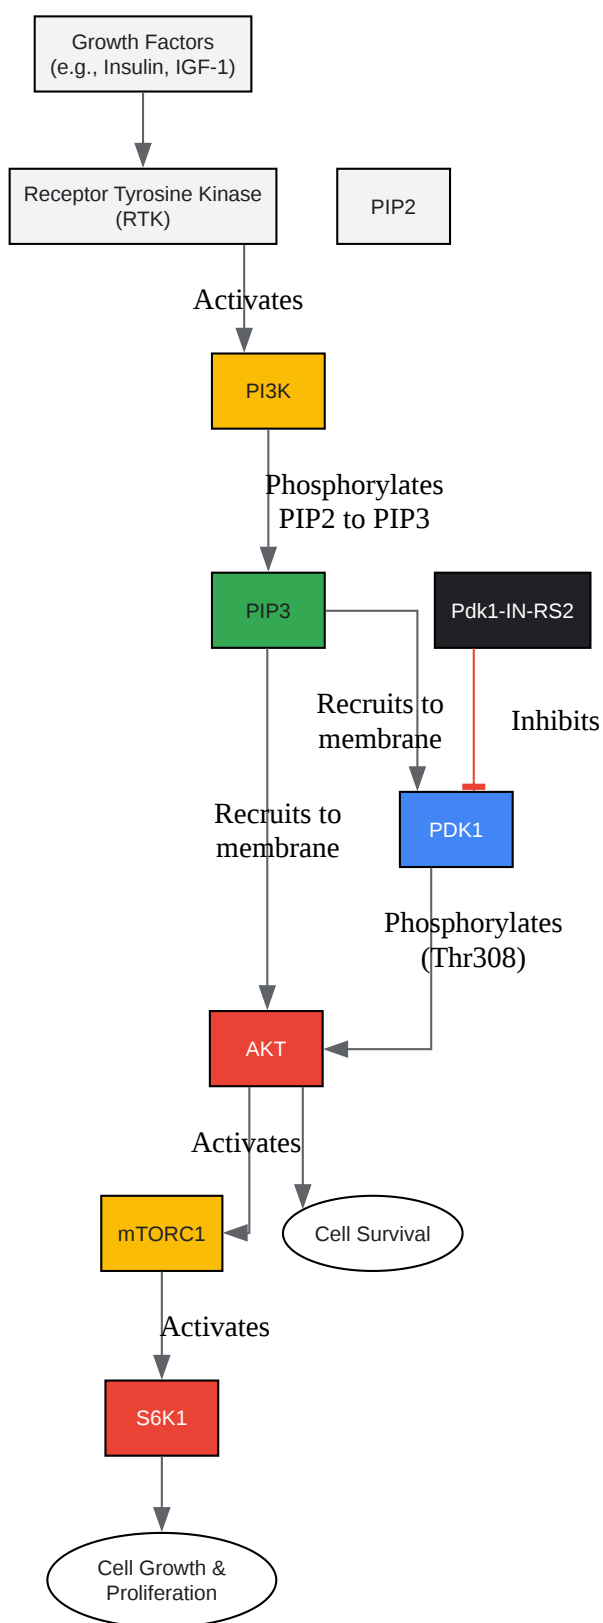 Growth Factors
(e.g., Insulin, IGF-1)
Receptor Tyrosine Kinase
(RTK)
PIP2
Activates
PI3K
Phosphorylates
PIP2 to PIP3
PIP3
Pdk1-IN-RS2
Recruits to
membrane
Inhibits
Recruits to
membrane
PDK1
Phosphorylates
(Thr308)
AKT
Activates
mTORC1
Cell Survival
Activates
S6K1
Cell Growth &
Proliferation